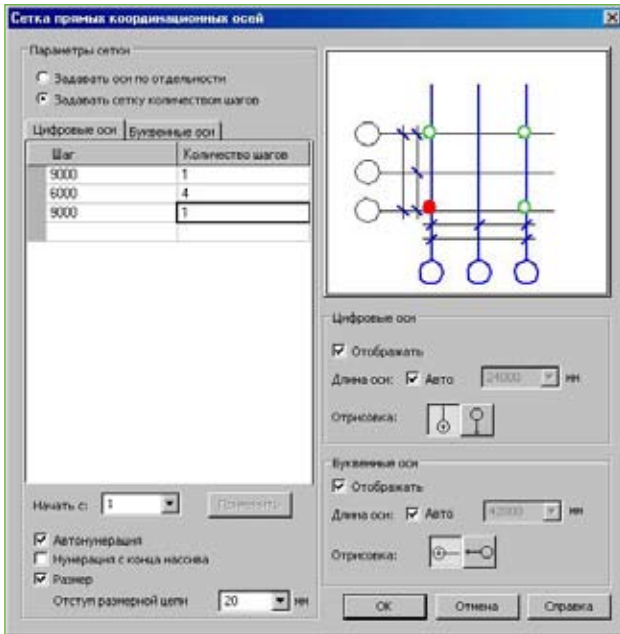 Сетка прямых координационных осей
Параметры сетки
Задавать оси по отдельности
Задавать сетку количеством шагов
Цифровые оси Буквенные оси
Шаг Количество шагов
9000 1
6000 4
9000 1
Начать с: 1 Применить
Автонумерация
Нумерация с конца массива
Размер
Отступ размерной цепи 20 мм
Цифровые оси
Отображать
Длина оси: Авто 24000 мм
Отрисовка:
Буквенные оси
Отображать
Длина оси: Авто 42000 мм
Отрисовка:
OK Отмена Справка